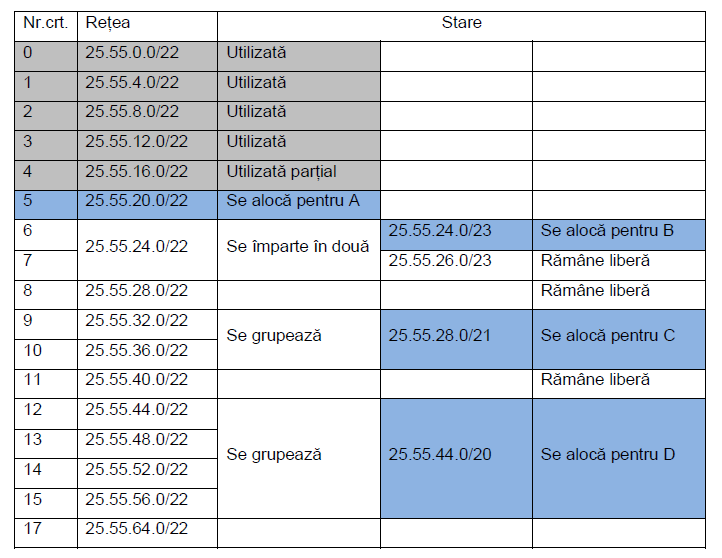 Nr.crt. Rețea Stare
0 25.55.0.0/22 Utilizată
1 25.55.4.0/22 Utilizată
2 25.55.8.0/22 Utilizată
3 25.55.12.0/22 Utilizată
4 25.55.16.0/22 Utilizată parțial
5 25.55.20.0/22 Se alocă pentru A
6 25.55.24.0/23 Se alocă pentru B
25.55.24.0/22 Se împarte în două
7 25.55.26.0/23 Rămâne liberă
8 25.55.28.0/22 Rămâne liberă
9 25.55.32.0/22
Se grupează 25.55.28.0/21 Se alocă pentru C
10 25.55.36.0/22
11 25.55.40.0/22 Rămâne liberă
12 25.55.44.0/22
13 25.55.48.0/22
Se grupează 25.55.44.0/20 Se alocă pentru D
14 25.55.52.0/22
15 25.55.56.0/22
17 25.55.64.0/22